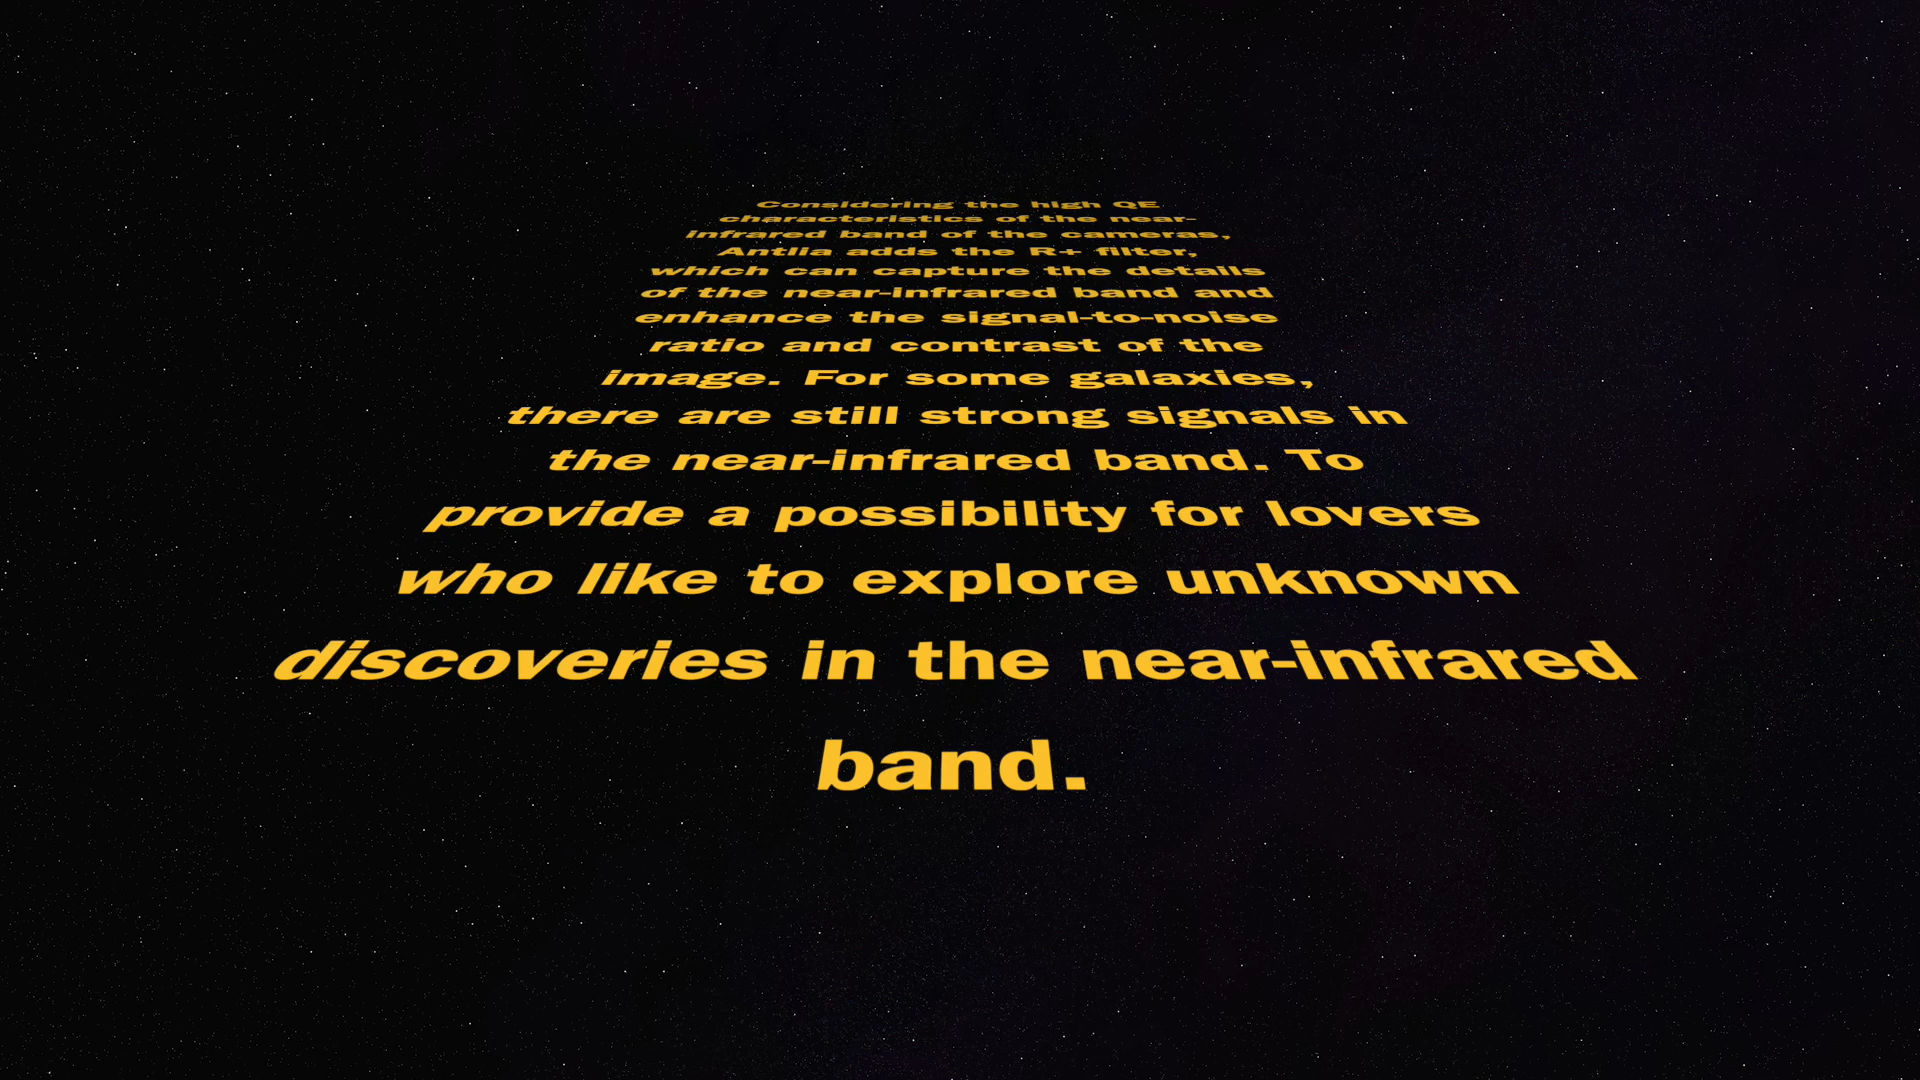 Considering the high QE
characteristics of the near-
infrared band of the cameras,
Antlia adds the R+ filter,
which can capture the details
of the near-infrared band and
enhance the signal-to-noise
ratio and contrast of the
image. For some galaxies,
there are still strong signals in
the near-infrared band. To
provide a possibility for lovers
who like to explore unknown
discoveries in the near-infrared
band.